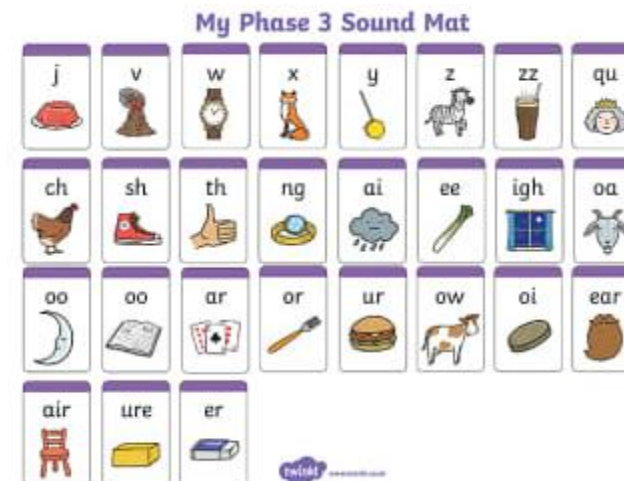 My Phase 3 Sound Mat
j v w x y z zz qu
ch sh th ng ai ee igh oa
oo oo ar or ur ow oi ear
air ure er
twinkl